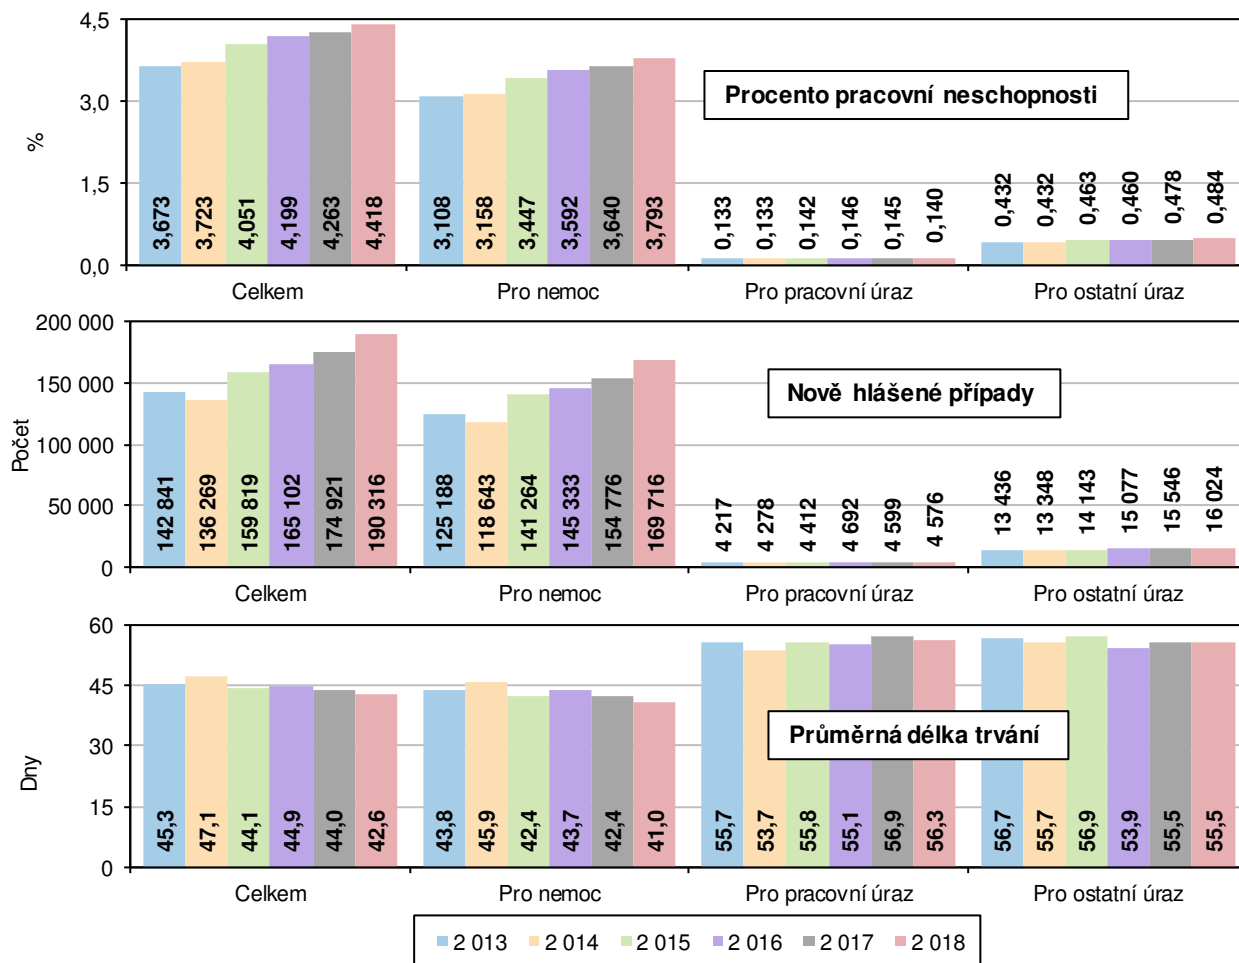 4,5
3,0
1,5
0,0
%
Procento pracovní neschopnosti
3,673 3,723 4,051 4,199 4,263 4,418
3,108 3,158 3,447 3,592 3,640 3,793
0,133 0,133 0,142 0,146 0,145 0,140
0,432 0,432 0,463 0,460 0,478 0,484
Celkem Pro nemoc Pro pracovní úraz Pro ostatní úraz
200 000
150 000
100 000
50 000
0
Počet
Nově hlášené případy
142 841 136 269 159 819 165 102 174 921 190 316
125 188 118 643 141 264 145 333 154 776 169 716
4 217 4 278 4 412 4 692 4 599 4 576
13 436 13 348 14 143 15 077 15 546 16 024
Celkem Pro nemoc Pro pracovní úraz Pro ostatní úraz
60
45
30
15
0
Dny
Průměrná délka trvání
45,3 47,1 44,1 44,9 44,0 42,6
43,8 45,9 42,4 43,7 42,4 41,0
55,7 53,7 55,8 55,1 56,9 56,3
56,7 55,7 56,9 53,9 55,5 55,5
Celkem Pro nemoc Pro pracovní úraz Pro ostatní úraz
2 013 2 014 2 015 2 016 2 017 2 018